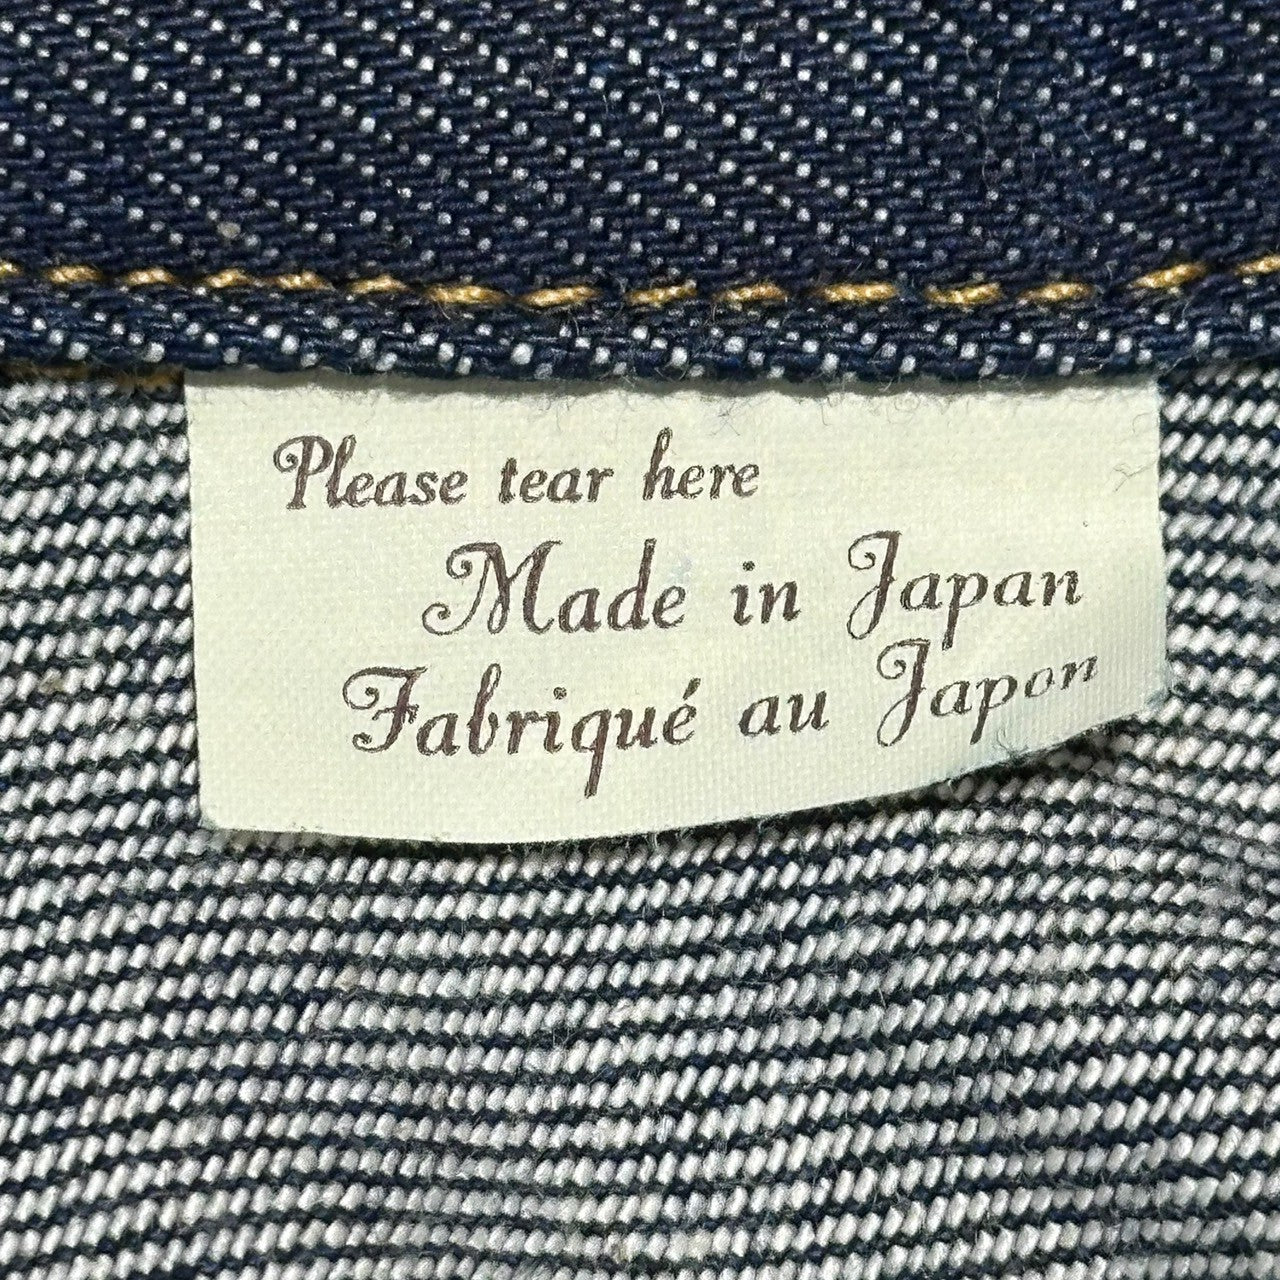 Please tear here
Made in Japan
Fabriqué au Japon